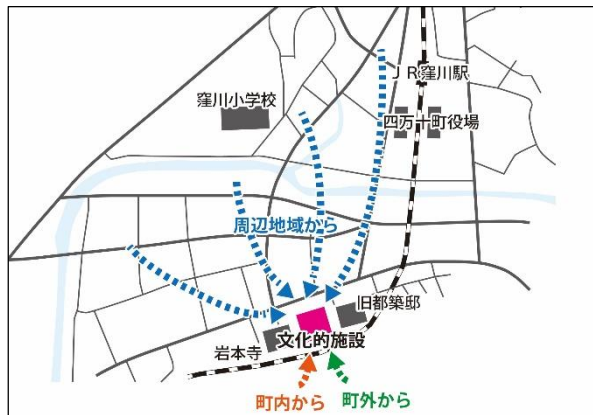 ＪＲ窪川駅
窪川小学校
四万十町役場
周辺地域から
旧都築邸
文化的施設
岩本寺
町内から
町外から